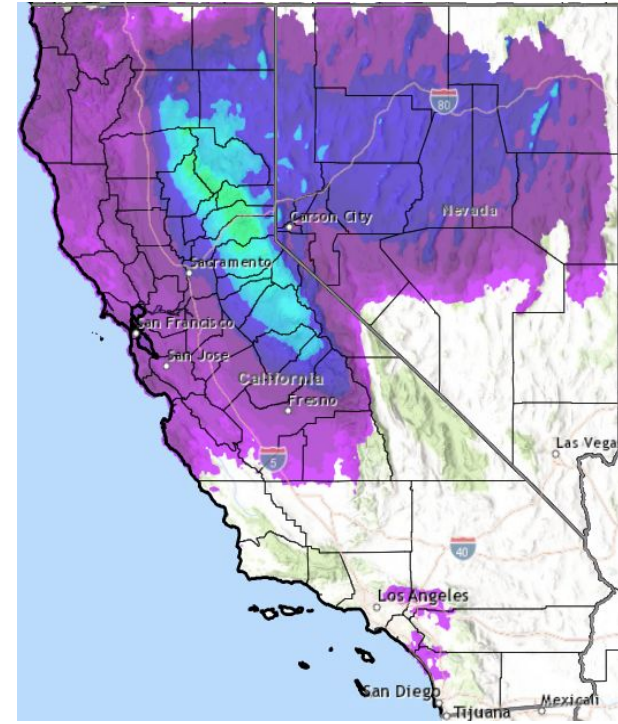 80
Carson City
Nevada
Sacramento
San Francisco
San Jose
California
Fresno
5
Las Vega
40
Los Angeles
San Diego
Tijuana
Mexicali